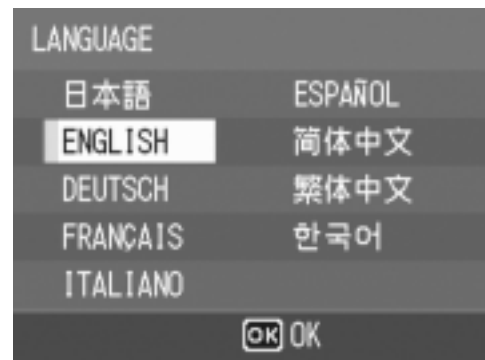 LANGUAGE
日本語 ESPAÑOL
ENGLISH 简体中文
DEUTSCH 繁体中文
FRANÇAIS 한국어
ITALIANO
OK OK